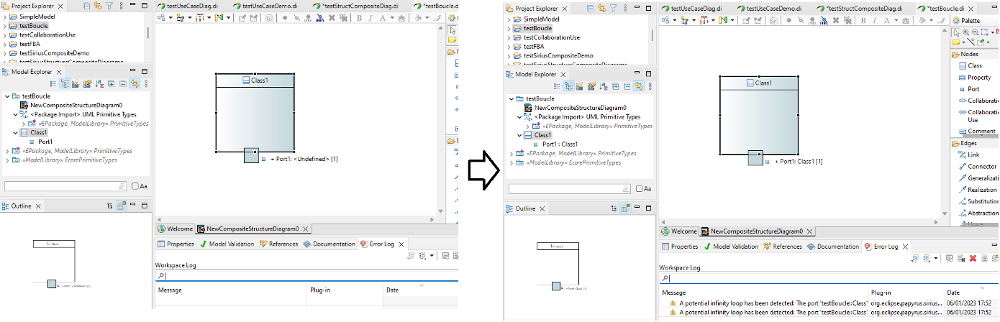 Project Explorer
SimpleModel
testBoucle
testCollaborationUse
testFBA
testSiriusCompositeDemo
Model Explorer
testBoucle
NewCompositeStructureDiagram0
<Package Import> UML Primitive Types
«EPackage, ModelLibrary» PrimitiveTypes
Class1
Port1
«EPackage, ModelLibrary» PrimitiveTypes
«ModelLibrary» EcorePrimitiveTypes
Aa
Outline
testUseCaseDiag.di
testUseCaseDemo.di
*testStructCompositeDiag.di
*testBoucle.di
Class1
+ Port1: <Undefined> [1]
Welcome
NewCompositeStructureDiagram0
Properties
Model Validation
References
Documentation
Error Log
Workspace Log
Message
Plug-in
Date
Project Explorer
SimpleModel
testBoucle
testCollaborationUse
testFBA
testSiriusCompositeDemo
Model Explorer
testBoucle
NewCompositeStructureDiagram0
<Package Import> UML Primitive Types
«EPackage, ModelLibrary» PrimitiveTypes
Class1
Port1 : Class1
«EPackage, ModelLibrary» PrimitiveTypes
«ModelLibrary» EcorePrimitiveTypes
Aa
Outline
testUseCaseDiag.di
testUseCaseDemo.di
*testStructCompositeDiag.di
*testBoucle.di
Class1
+ Port1: Class1 [1]
Palette
Nodes
Class
Property
Port
Collaboration
Collaboration
Use
Comment
Edges
Link
Connector
Generalization
Realization
Substitution
Abstraction
Welcome
NewCompositeStructureDiagram0
Properties
Model Validation
References
Documentation
Error Log
Workspace Log
Message
Plug-in
Date
A potential infinity loop has been detected: The port 'testBoucle::Class' org.eclipse.papyrus.sirius... 06/01/2023 17:52
A potential infinity loop has been detected: The port 'testBoucle::Class' org.eclipse.papyrus.sirius... 06/01/2023 17:52